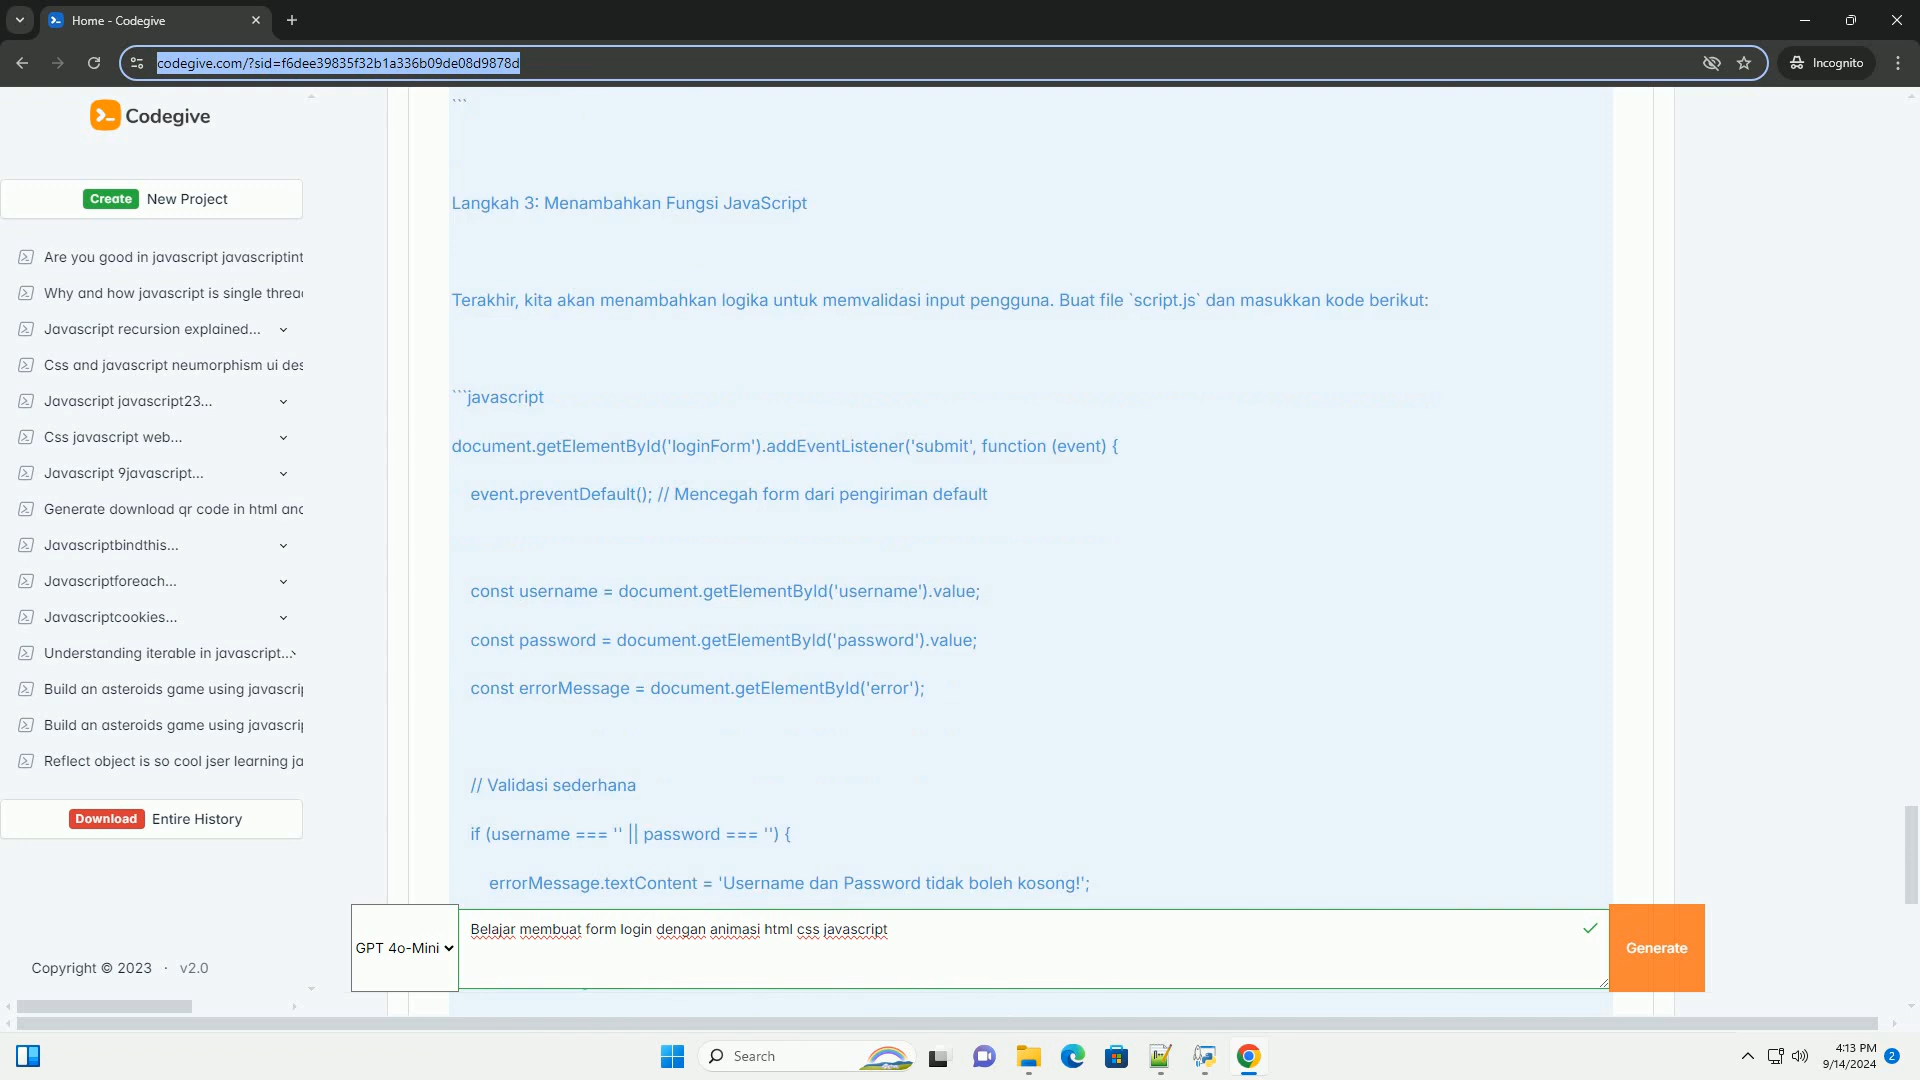 Home - Codegive
codegive.com/?sid=f6dee39835f32b1a336b09de08d9878d
Incognito
Codegive
Create New Project
Are you good in javascript javascriptint
Why and how javascript is single threa
Javascript recursion explained...
Css and javascript neumorphism ui des
Javascript javascript23...
Css javascript web...
Javascript 9javascript...
Generate download qr code in html and
Javascriptbindthis...
Javascriptforeach...
Javascriptcookies...
Understanding iterable in javascript...
Build an asteroids game using javascrip
Build an asteroids game using javascrip
Reflect object is so cool jser learning ja
Download Entire History
Copyright © 2023 · v2.0
```
Langkah 3: Menambahkan Fungsi JavaScript
Terakhir, kita akan menambahkan logika untuk memvalidasi input pengguna. Buat file `script.js` dan masukkan kode berikut:
```javascript
document.getElementById('loginForm').addEventListener('submit', function (event) {
event.preventDefault(); // Mencegah form dari pengiriman default
const username = document.getElementById('username').value;
const password = document.getElementById('password').value;
const errorMessage = document.getElementById('error');
// Validasi sederhana
if (username === '' || password === '') {
errorMessage.textContent = 'Username dan Password tidak boleh kosong!';
GPT 4o-Mini
Belajar membuat form login dengan animasi html css javascript
Generate
Search
4:13 PM
9/14/2024
2